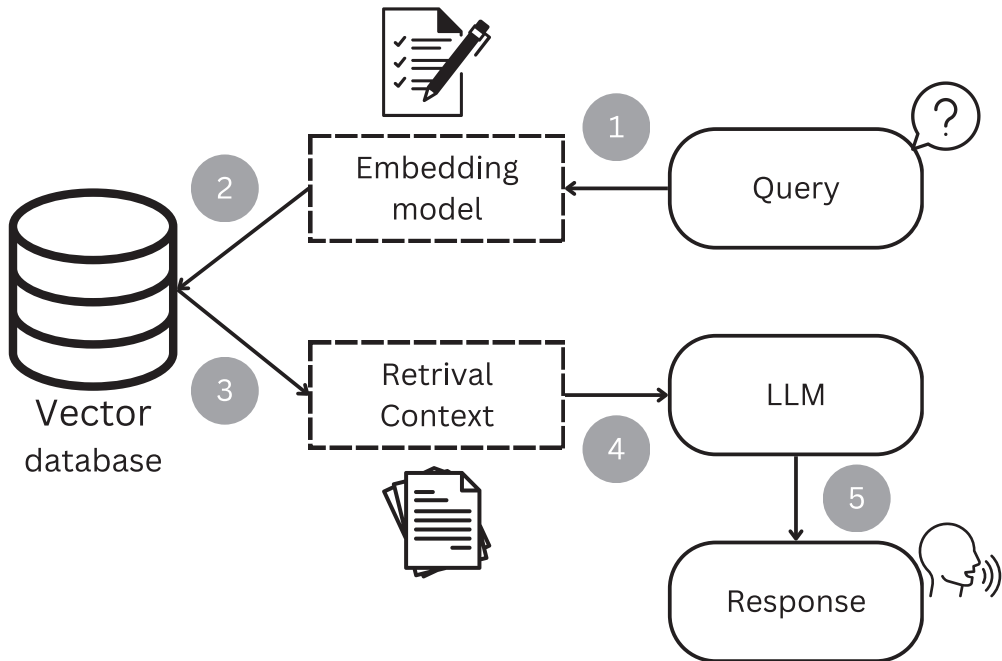 1
?
Embedding
model
Query
2
Vector
database
3
Retrival
Context
4
LLM
5
Response